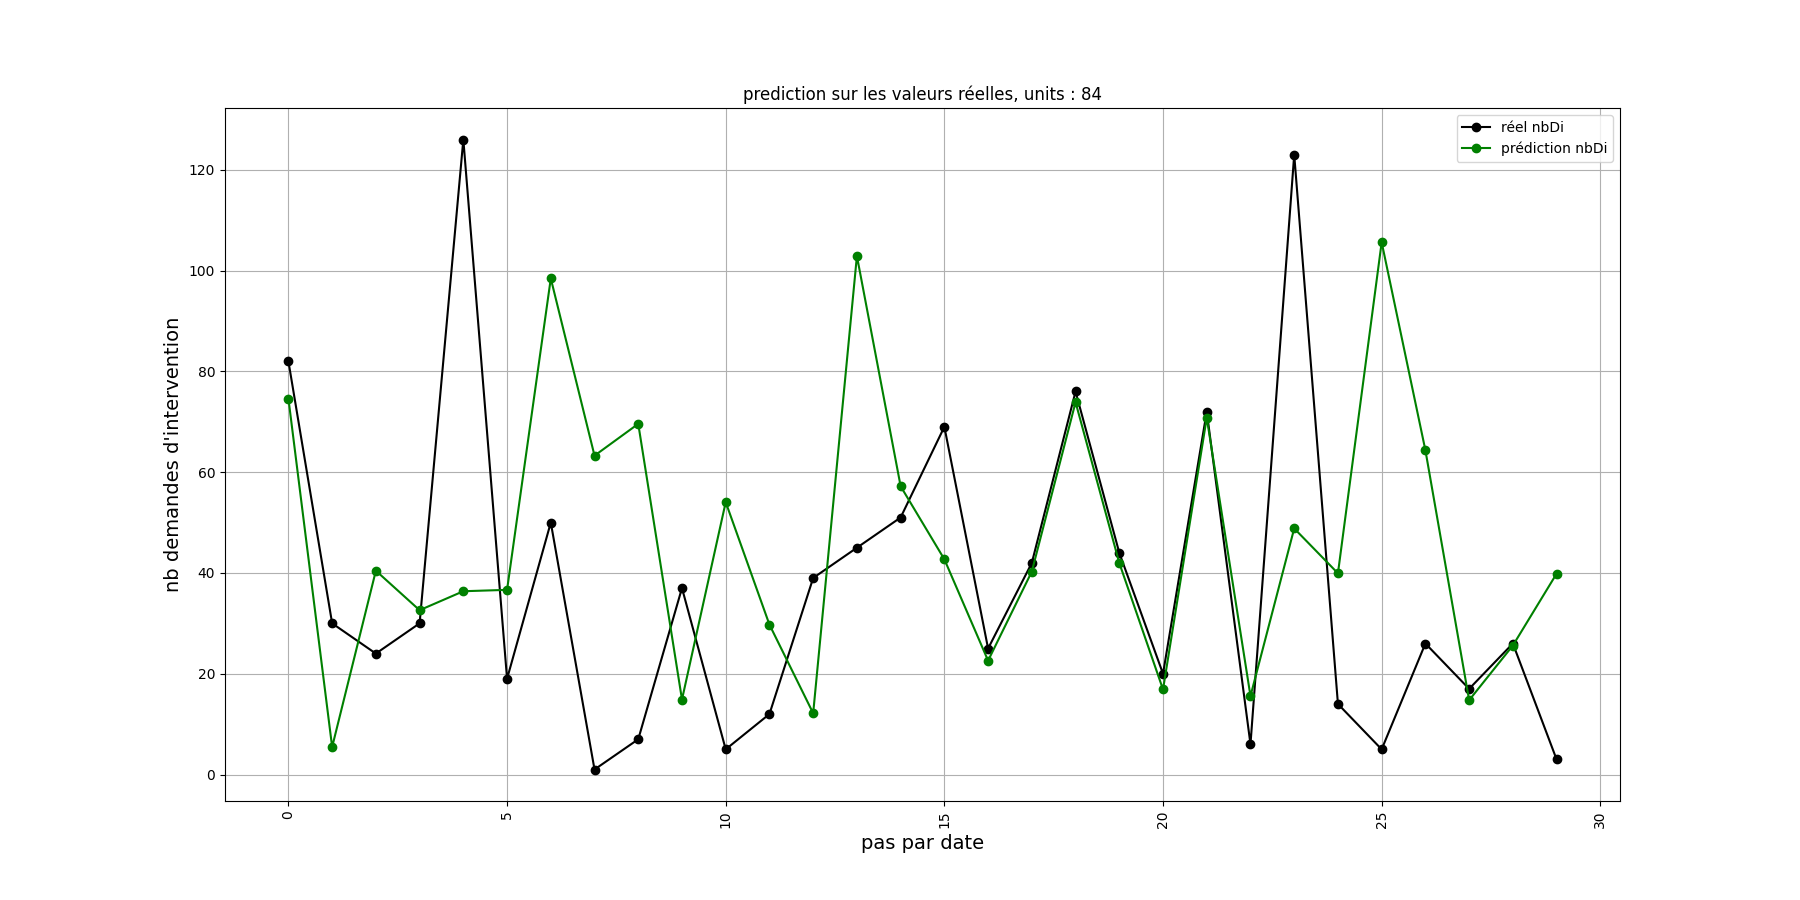 prediction sur les valeurs réelles, units : 84
réel nbDi
prédiction nbDi
120
100
80
60
40
20
0
nb demandes d'intervention
0
5
10
15
20
25
30
pas par date